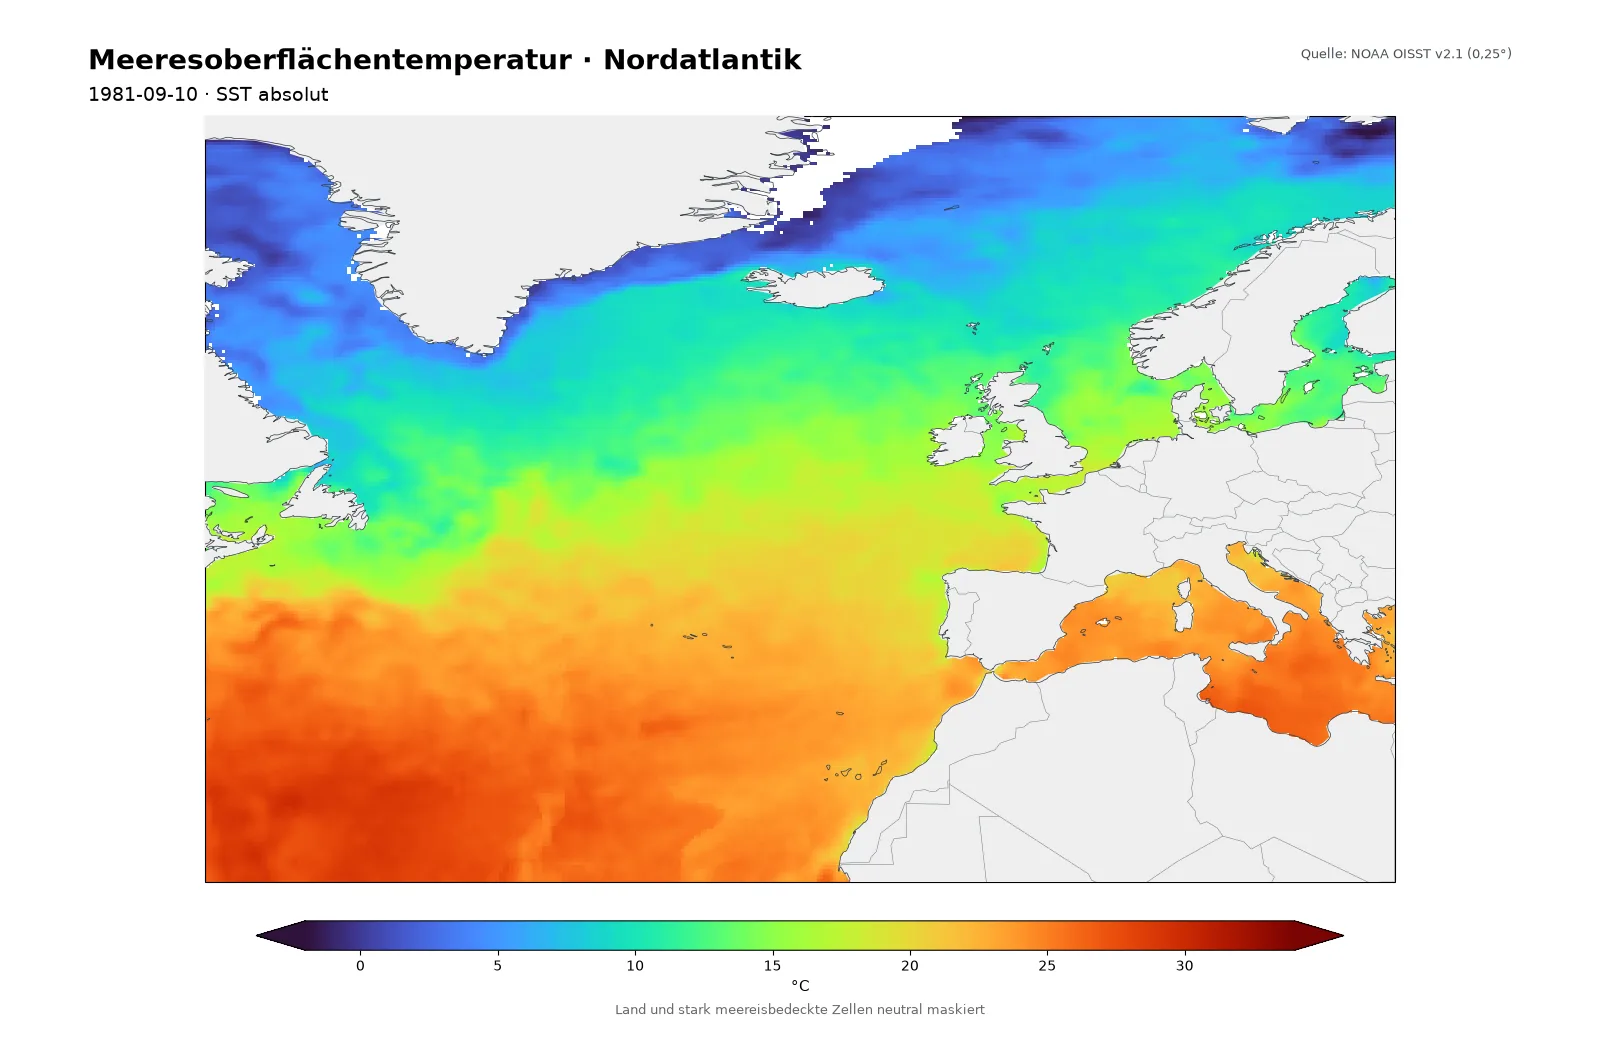 Meeresoberflächentemperatur · Nordatlantik
Quelle: NOAA OISST v2.1 (0,25°)
1981-09-10 · SST absolut
0 5 10 15 20 25 30
°C
Land und stark meereisbedeckte Zellen neutral maskiert